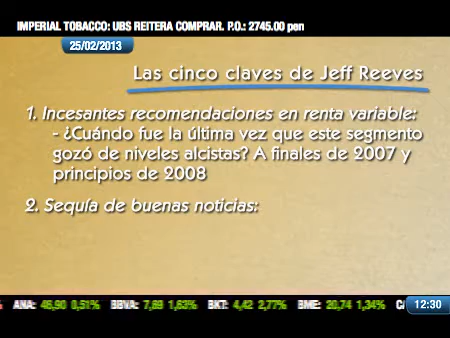 IMPERIAL TOBACCO: UBS REITERA COMPRAR. P.O.: 2745.00 pen
25/02/2013
Las cinco claves de Jeff Reeves
1. Incesantes recomendaciones en renta variable:
- ¿Cuándo fue la última vez que este segmento
gozó de niveles alcistas? A finales de 2007 y
principios de 2008
2. Sequía de buenas noticias:
ANA: 46,90 0,51% BBVA: 7,69 1,63% BKT: 4,42 2,77% BME: 20,74 1,34% 12:30